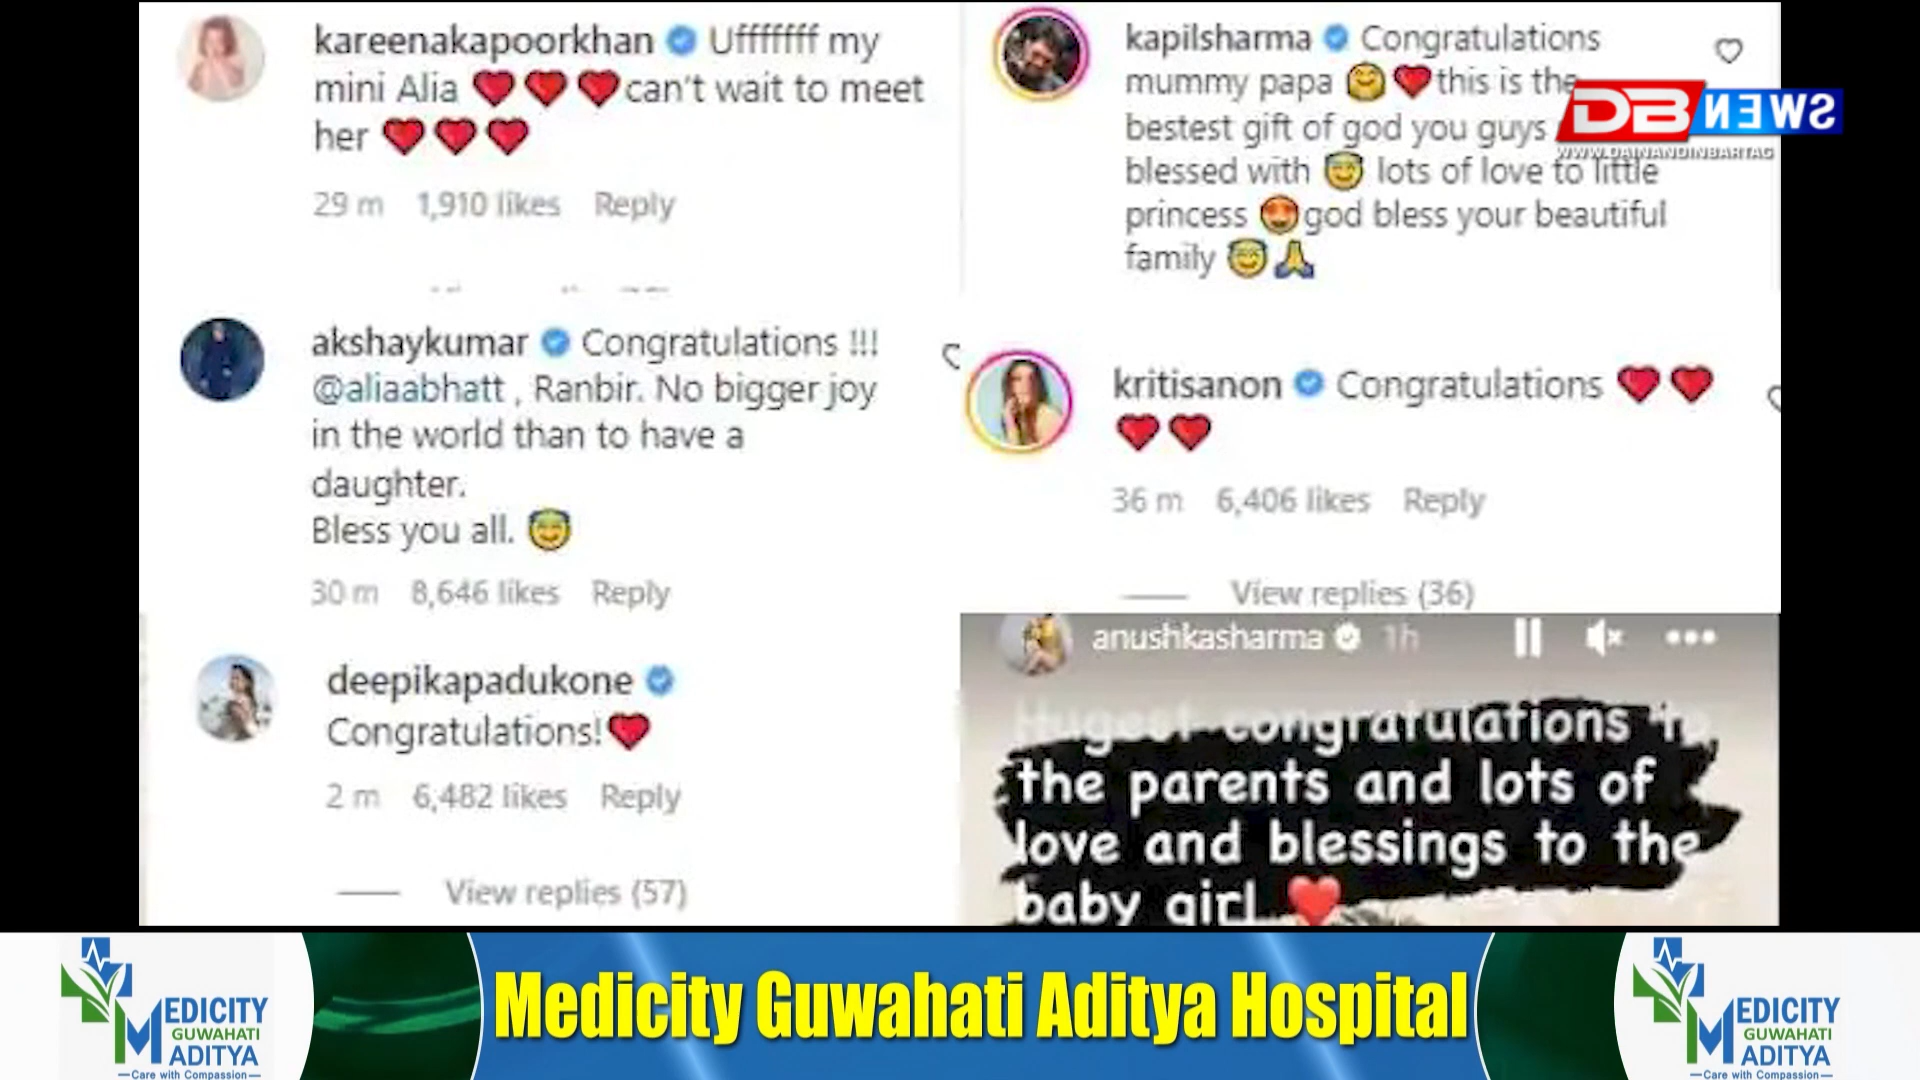 kareenakapoorkhan Ufffffff my
mini Alia ❤❤❤can't wait to meet
her ❤❤❤
29 m 1,910 likes Reply
akshaykumar Congratulations !!!
@aliaabhatt , Ranbir. No bigger joy
in the world than to have a
daughter.
Bless you all. 😇
30 m 8,646 likes Reply
deepikapadukone
Congratulations!❤
2 m 6,482 likes Reply
View replies (57)
kapilsharma Congratulations
mummy papa 🤗❤this is the
bestest gift of god you guys
blessed with 😇 lots of love to little
princess 😍god bless your beautiful
family 😇🙏
kritisanon Congratulations ❤❤
❤❤
36 m 6,406 likes Reply
View replies (36)
anushkasharma 1h
Hugest congratulations to
the parents and lots of
love and blessings to the
baby girl ❤
DB NEWS
WWW.DAINANDINBARTAG
Medicity Guwahati Aditya Hospital
MEDICITY
GUWAHATI
ADITYA
—Care with Compassion—
MEDICITY
GUWAHATI
ADITYA
—Care with Compassion—